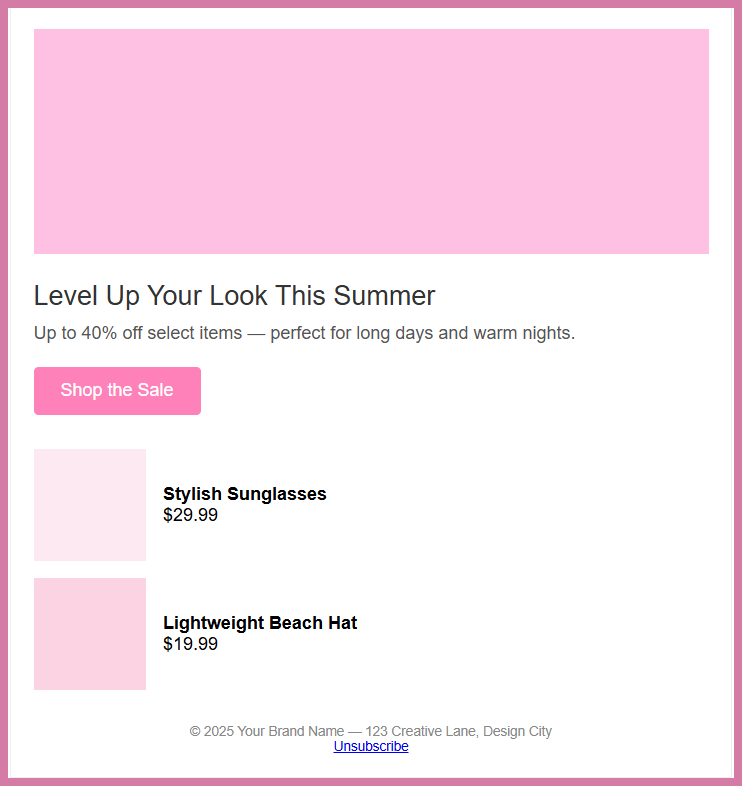 Level Up Your Look This Summer
Up to 40% off select items — perfect for long days and warm nights.
Shop the Sale
Stylish Sunglasses
$29.99
Lightweight Beach Hat
$19.99
© 2025 Your Brand Name — 123 Creative Lane, Design City
Unsubscribe